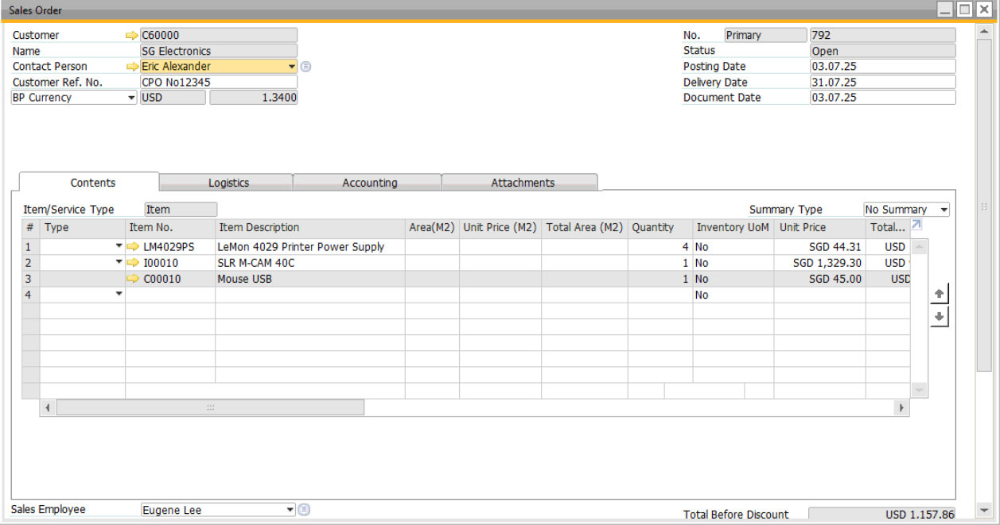 Sales Order
Customer C60000 No. Primary 792
Name SG Electronics Status Open
Contact Person Eric Alexander Posting Date 03.07.25
Customer Ref. No. CPO No12345 Delivery Date 31.07.25
BP Currency USD 1.3400 Document Date 03.07.25
Contents Logistics Accounting Attachments
Item/Service Type Item Summary Type No Summary
# Type Item No. Item Description Area(M2) Unit Price (M2) Total Area (M2) Quantity Inventory UoM Unit Price Total...
1 LM4029PS LeMon 4029 Printer Power Supply 4 No SGD 44.31 USD
2 I00010 SLR M-CAM 40C 1 No SGD 1,329.30 USD
3 C00010 Mouse USB 1 No SGD 45.00 USD
4 No
Sales Employee Eugene Lee Total Before Discount USD 1.157.86